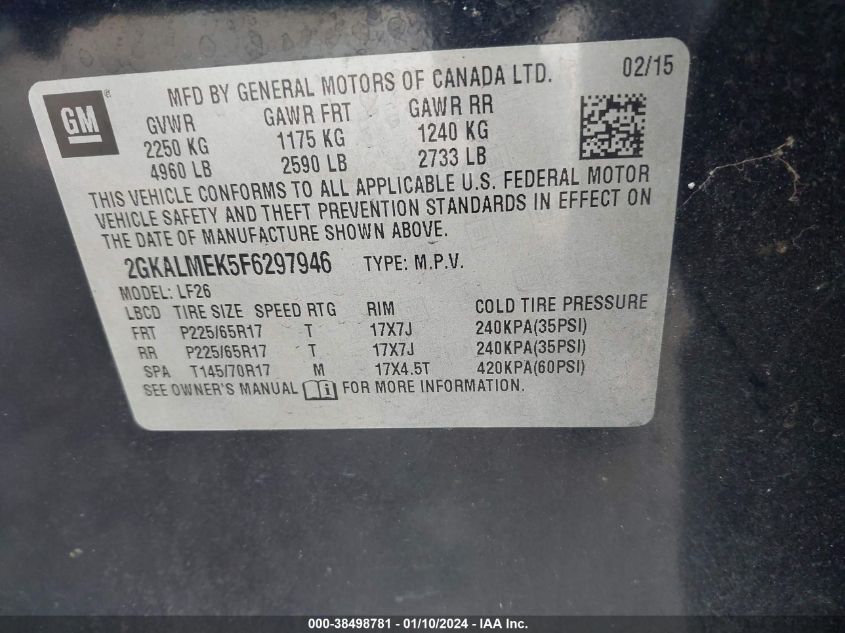 GM
MFD BY GENERAL MOTORS OF CANADA LTD. 02/15
GVWR GAWR FRT GAWR RR
2250 KG 1175 KG 1240 KG
4960 LB 2590 LB 2733 LB
THIS VEHICLE CONFORMS TO ALL APPLICABLE U.S. FEDERAL MOTOR
VEHICLE SAFETY AND THEFT PREVENTION STANDARDS IN EFFECT ON
THE DATE OF MANUFACTURE SHOWN ABOVE.
2GKALMEK5F6297946 TYPE: M.P.V.
MODEL: LF26
LBCD TIRE SIZE SPEED RTG RIM COLD TIRE PRESSURE
FRT P225/65R17 T 17X7J 240KPA(35PSI)
RR P225/65R17 T 17X7J 240KPA(35PSI)
SPA T145/70R17 M 17X4.5T 420KPA(60PSI)
SEE OWNER'S MANUAL FOR MORE INFORMATION.
000-38498781 - 01/10/2024 - IAA Inc.